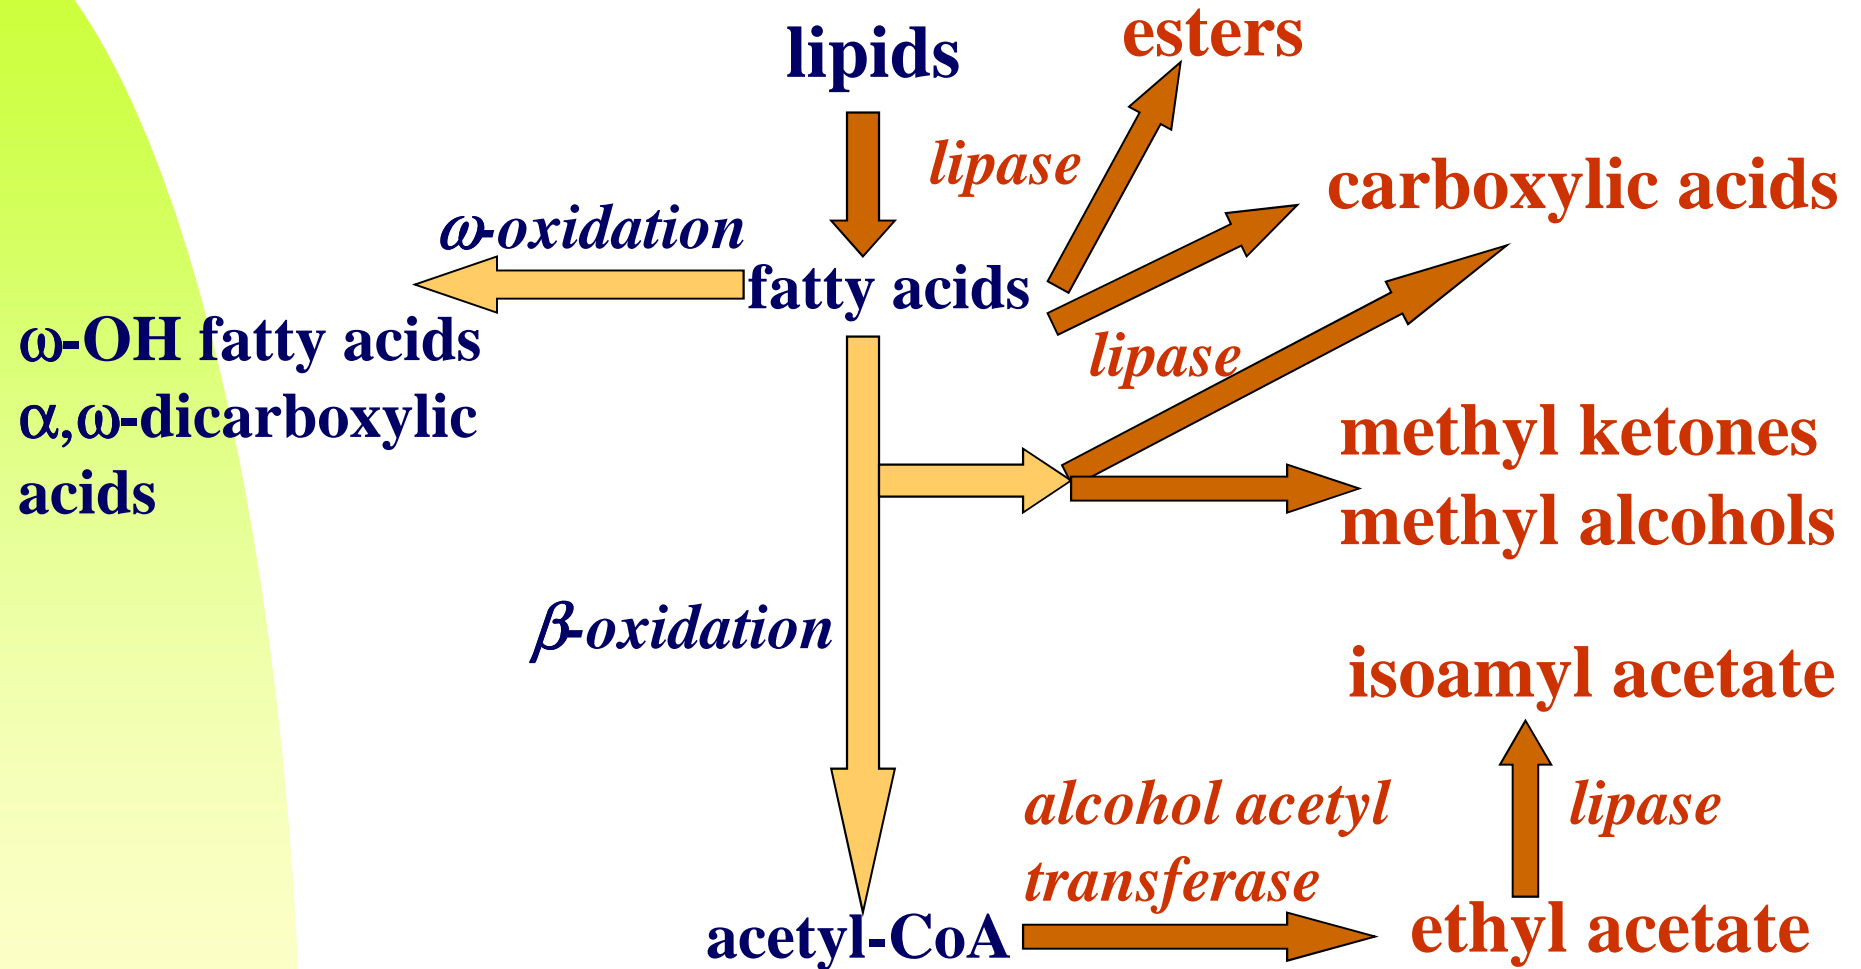 lipids
esters
lipase
carboxylic acids
ω-oxidation
fatty acids
ω-OH fatty acids
α,ω-dicarboxylic
acids
lipase
methyl ketones
methyl alcohols
β-oxidation
isoamyl acetate
alcohol acetyl
transferase
lipase
acetyl-CoA
ethyl acetate